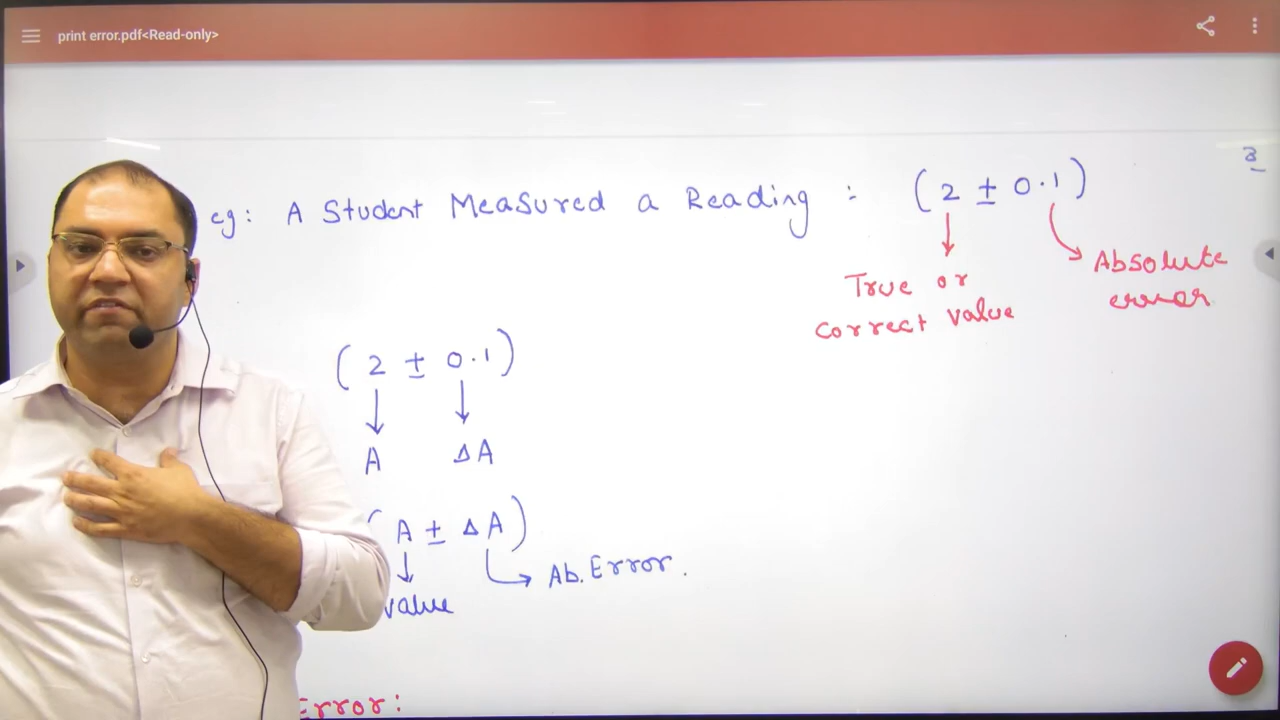 print error.pdf<Read-only>
3
eg: A Student Measured a Reading : (2 ± 0.1)
True or
correct value
Absolute
error
(2 ± 0.1)
A ΔA
(A ± ΔA)
value
Ab. Error.
Error: